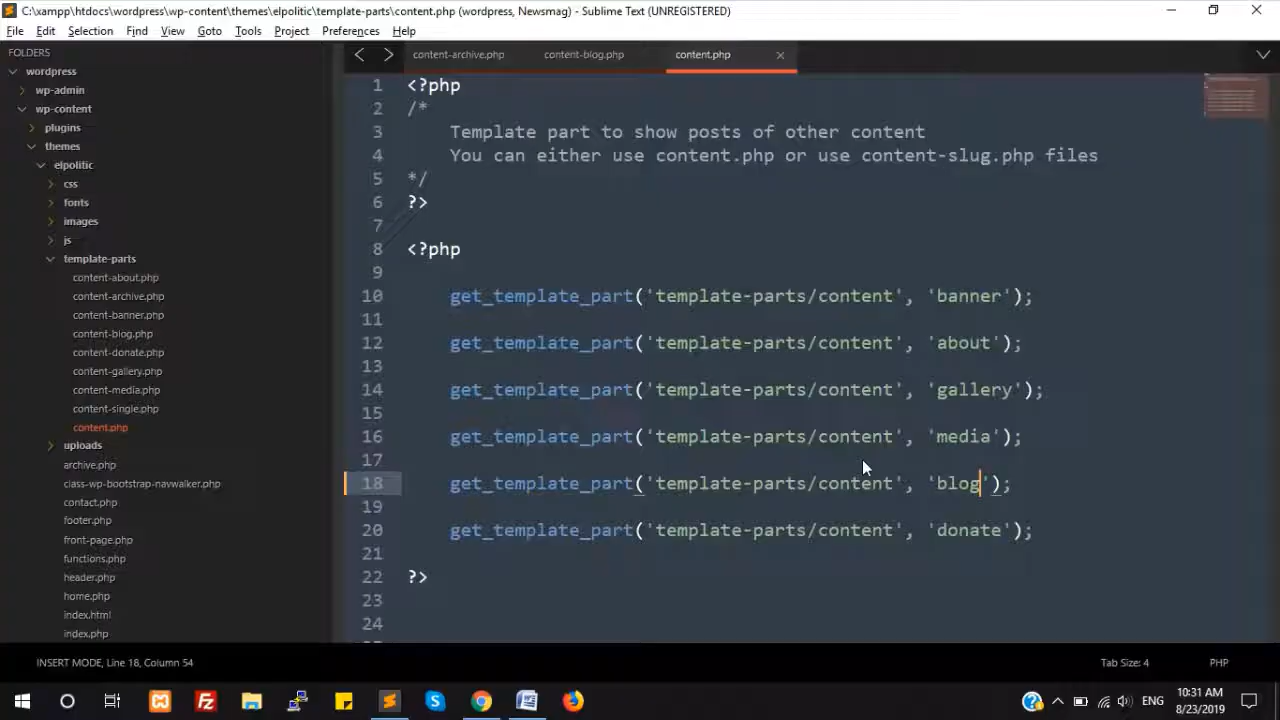 C:\xampp\htdocs\wordpress\wp-content\themes\elpolitic\template-parts\content.php (wordpress, Newsmag) - Sublime Text (UNREGISTERED)
File Edit Selection Find View Goto Tools Project Preferences Help
FOLDERS
wordpress
wp-admin
wp-content
plugins
themes
elpolitic
css
fonts
images
js
template-parts
content-about.php
content-archive.php
content-banner.php
content-blog.php
content-donate.php
content-gallery.php
content-media.php
content-single.php
content.php
uploads
archive.php
class-wp-bootstrap-navwalker.php
contact.php
footer.php
front-page.php
functions.php
header.php
home.php
index.html
index.php
content-archive.php content-blog.php content.php
1 <?php
2 /*
3 Template part to show posts of other content
4 You can either use content.php or use content-slug.php files
5 */
6 ?>
7
8 <?php
9
10 get_template_part('template-parts/content', 'banner');
11
12 get_template_part('template-parts/content', 'about');
13
14 get_template_part('template-parts/content', 'gallery');
15
16 get_template_part('template-parts/content', 'media');
17
18 get_template_part('template-parts/content', 'blog');
19
20 get_template_part('template-parts/content', 'donate');
21
22 ?>
23
24
INSERT MODE, Line 18, Column 54
Tab Size: 4 PHP
ENG
10:31 AM
8/23/2019